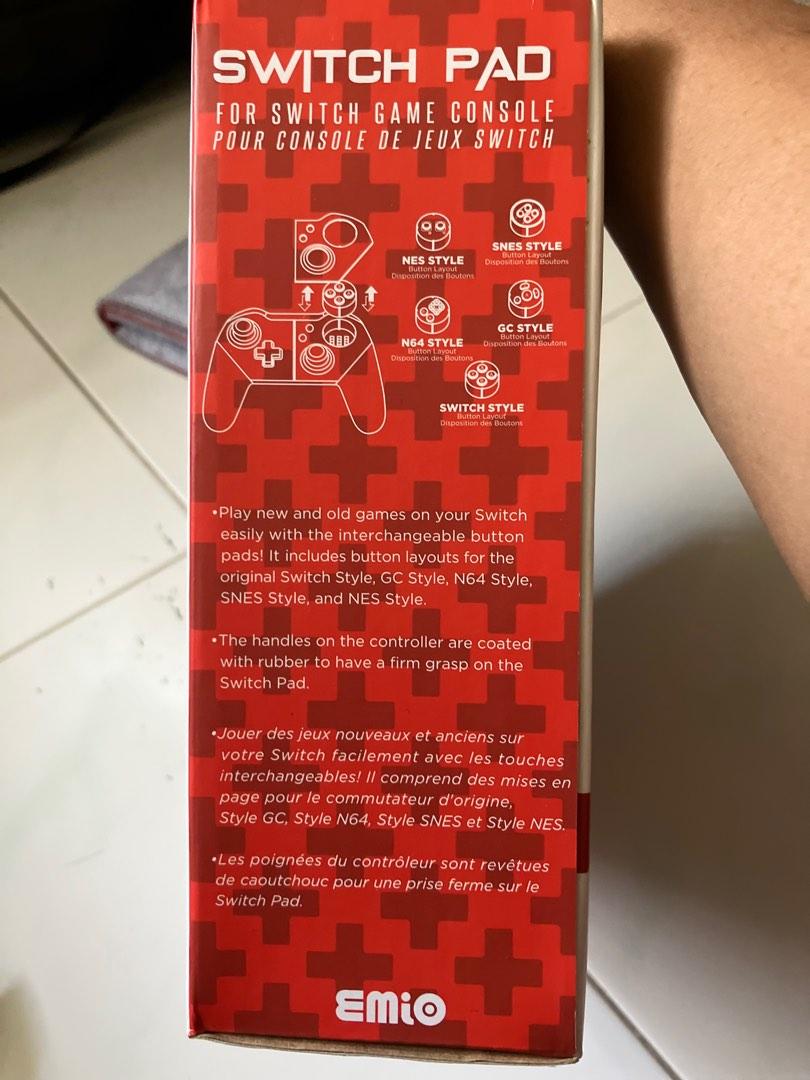 SWITCH PAD
FOR SWITCH GAME CONSOLE
POUR CONSOLE DE JEUX SWITCH
NES STYLE
Button Layout
Disposition des Boutons
SNES STYLE
Button Layout
Disposition des Boutons
N64 STYLE
Button Layout
Disposition des Boutons
GC STYLE
Button Layout
Disposition des Boutons
SWITCH STYLE
Button Layout
Disposition des Boutons
•Play new and old games on your Switch
easily with the interchangeable button
pads! It includes button layouts for the
original Switch Style, GC Style, N64 Style,
SNES Style, and NES Style.
•The handles on the controller are coated
with rubber to have a firm grasp on the
Switch Pad.
•Jouer des jeux nouveaux et anciens sur
votre Switch facilement avec les touches
interchangeables! Il comprend des mises en
page pour le commutateur d'origine,
Style GC, Style N64, Style SNES et Style NES.
•Les poignées du contrôleur sont revêtues
de caoutchouc pour une prise ferme sur le
Switch Pad.
EMiO